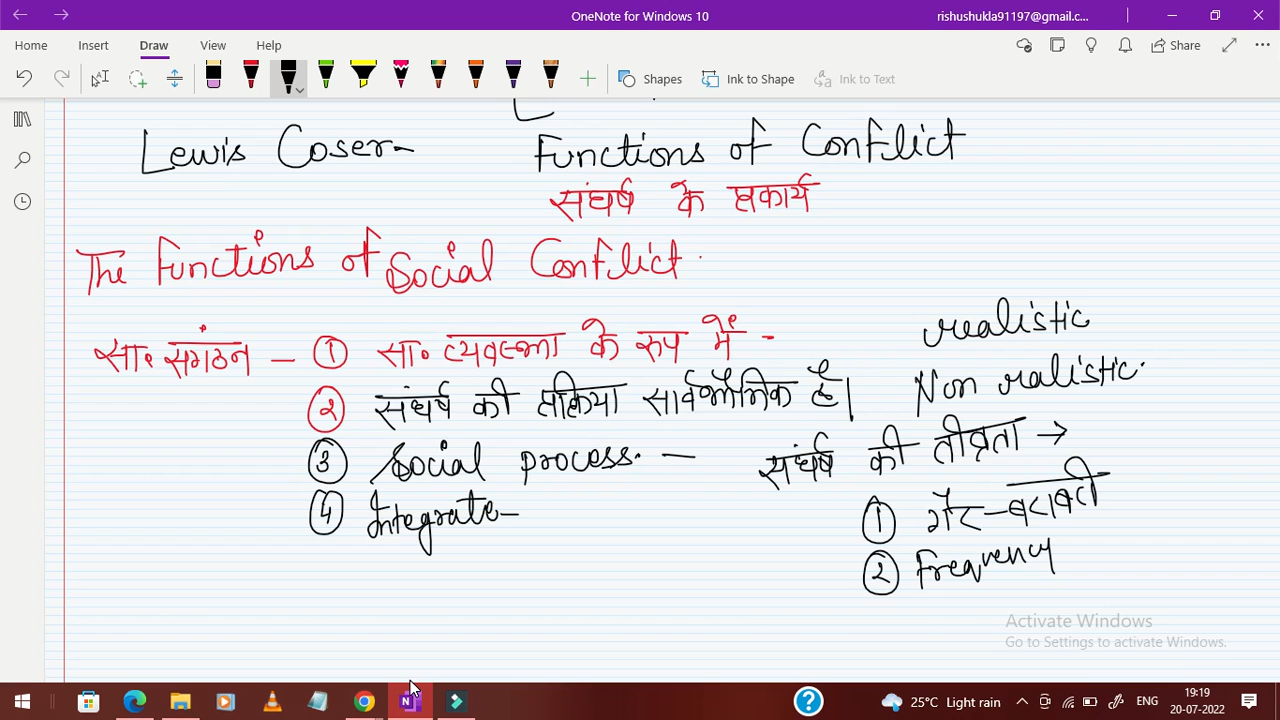 OneNote for Windows 10
rishushukla91197@gmail.c...
Home Insert Draw View Help
Share
Shapes Ink to Shape Ink to Text
Lewis Coser- Functions of Conflict
संघर्ष के प्रकार्य
The Functions of Social Conflict
सा॰ संगठन — ① सा॰ व्यवस्था के रूप में -
realistic
② संघर्ष की प्रक्रिया सार्वभौमिक है।
Non realistic
③ Social process. — संघर्ष की तीव्रता →
④ Integrate-
① गैर-बराबरी
② Frequency
Activate Windows
Go to Settings to activate Windows.
25°C Light rain
ENG
19:19
20-07-2022